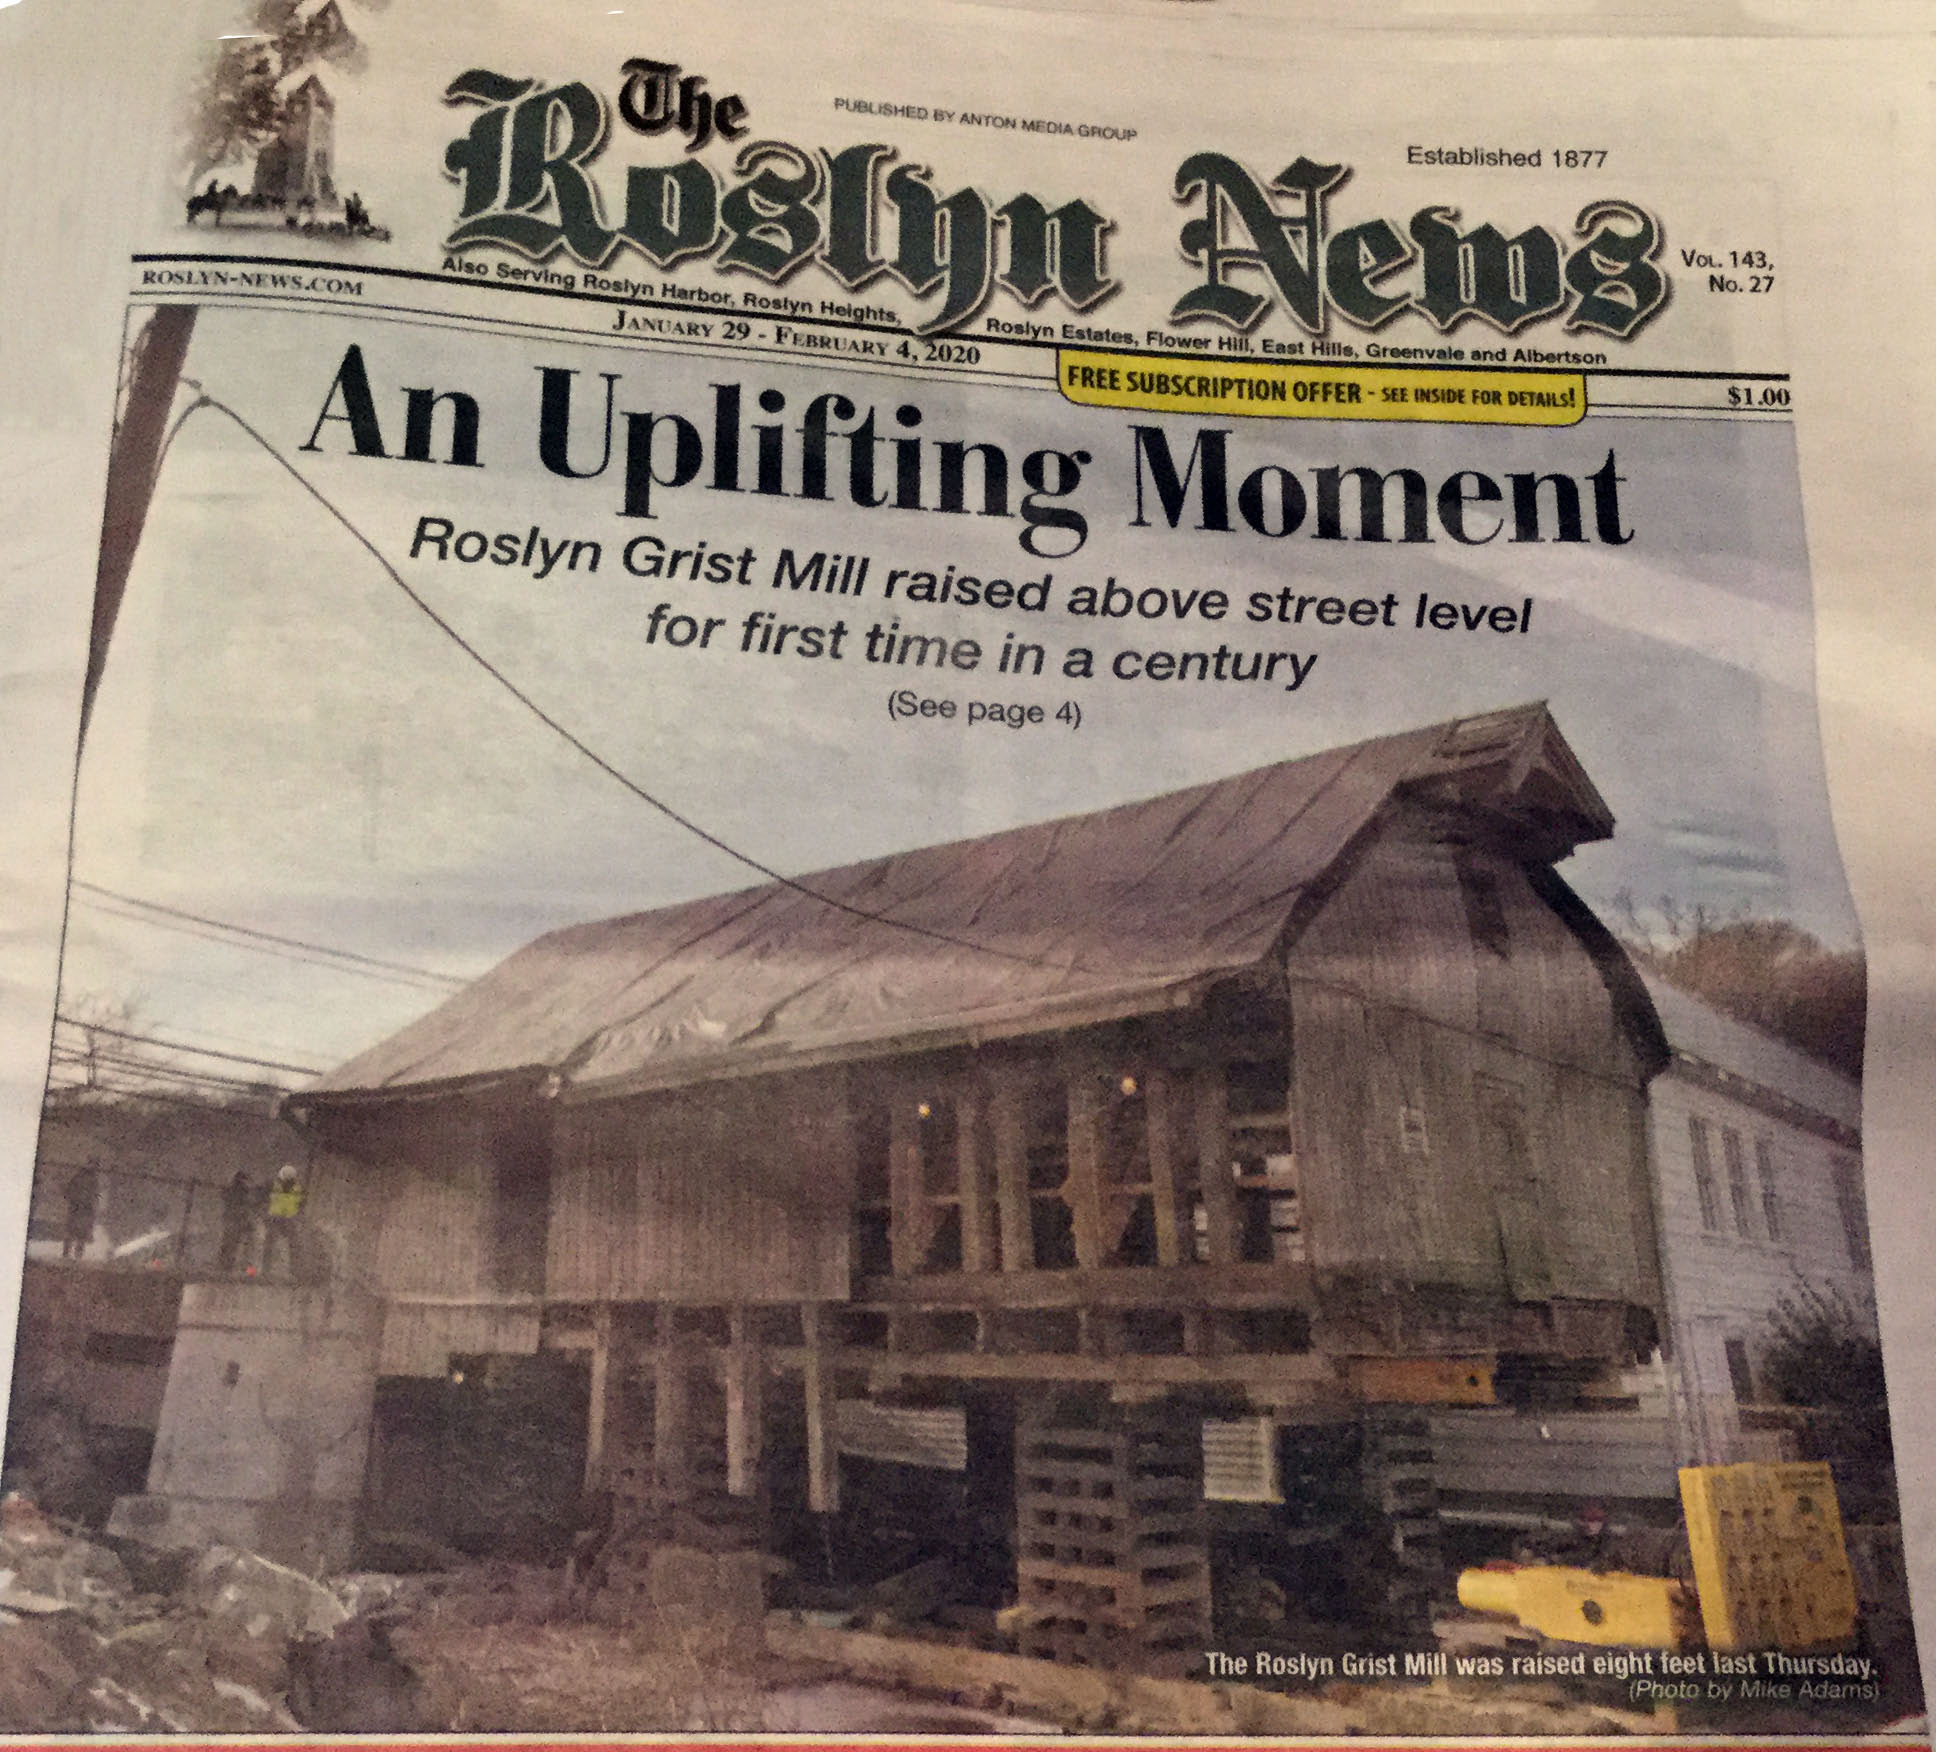 The
PUBLISHED BY ANTON MEDIA GROUP
Established 1877
Roslyn News
VOL. 143,
No. 27
Also Serving Roslyn Harbor, Roslyn Heights, Roslyn Estates, Flower Hill, East Hills, Greenvale and Albertson
ROSLYN-NEWS.COM
JANUARY 29 - FEBRUARY 4, 2020
FREE SUBSCRIPTION OFFER - SEE INSIDE FOR DETAILS!
$1.00
An Uplifting Moment
Roslyn Grist Mill raised above street level
for first time in a century
(See page 4)
The Roslyn Grist Mill was raised eight feet last Thursday.
(Photo by Mike Adams)